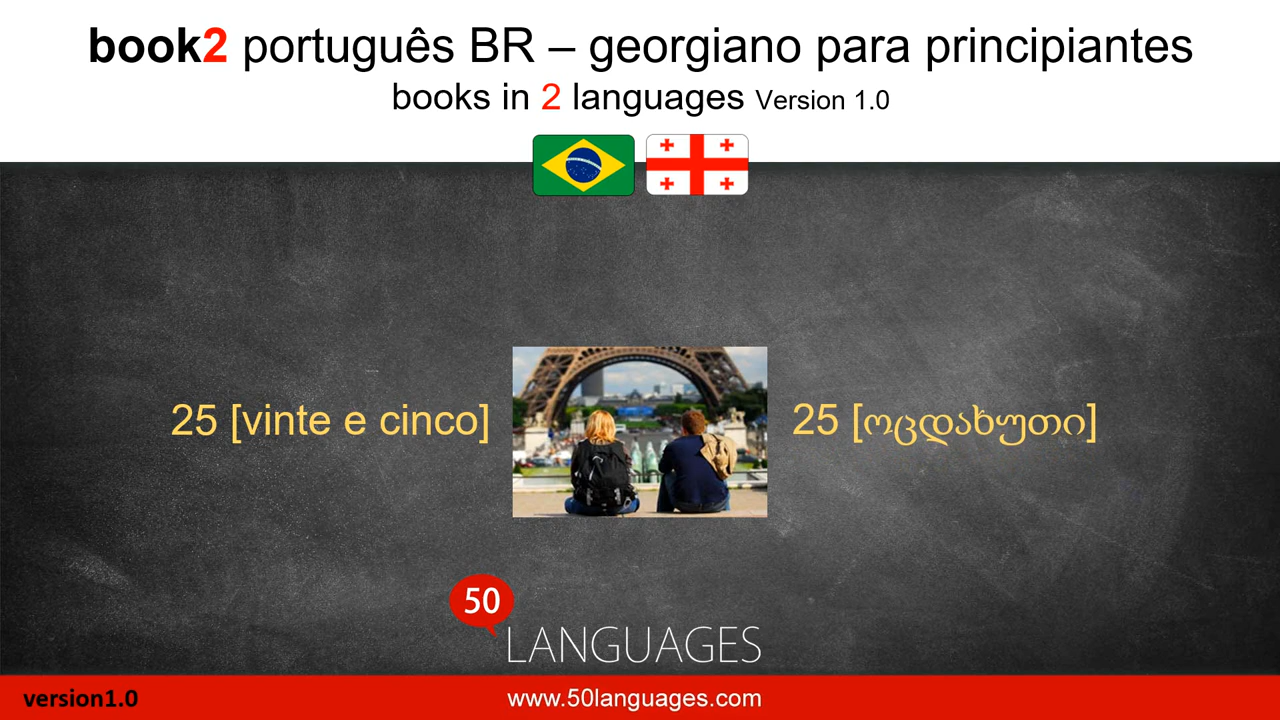 book2 português BR – georgiano para principiantes
books in 2 languages Version 1.0
25 [vinte e cinco]
25 [ოცდახუთი]
50
LANGUAGES
version1.0
www.50languages.com